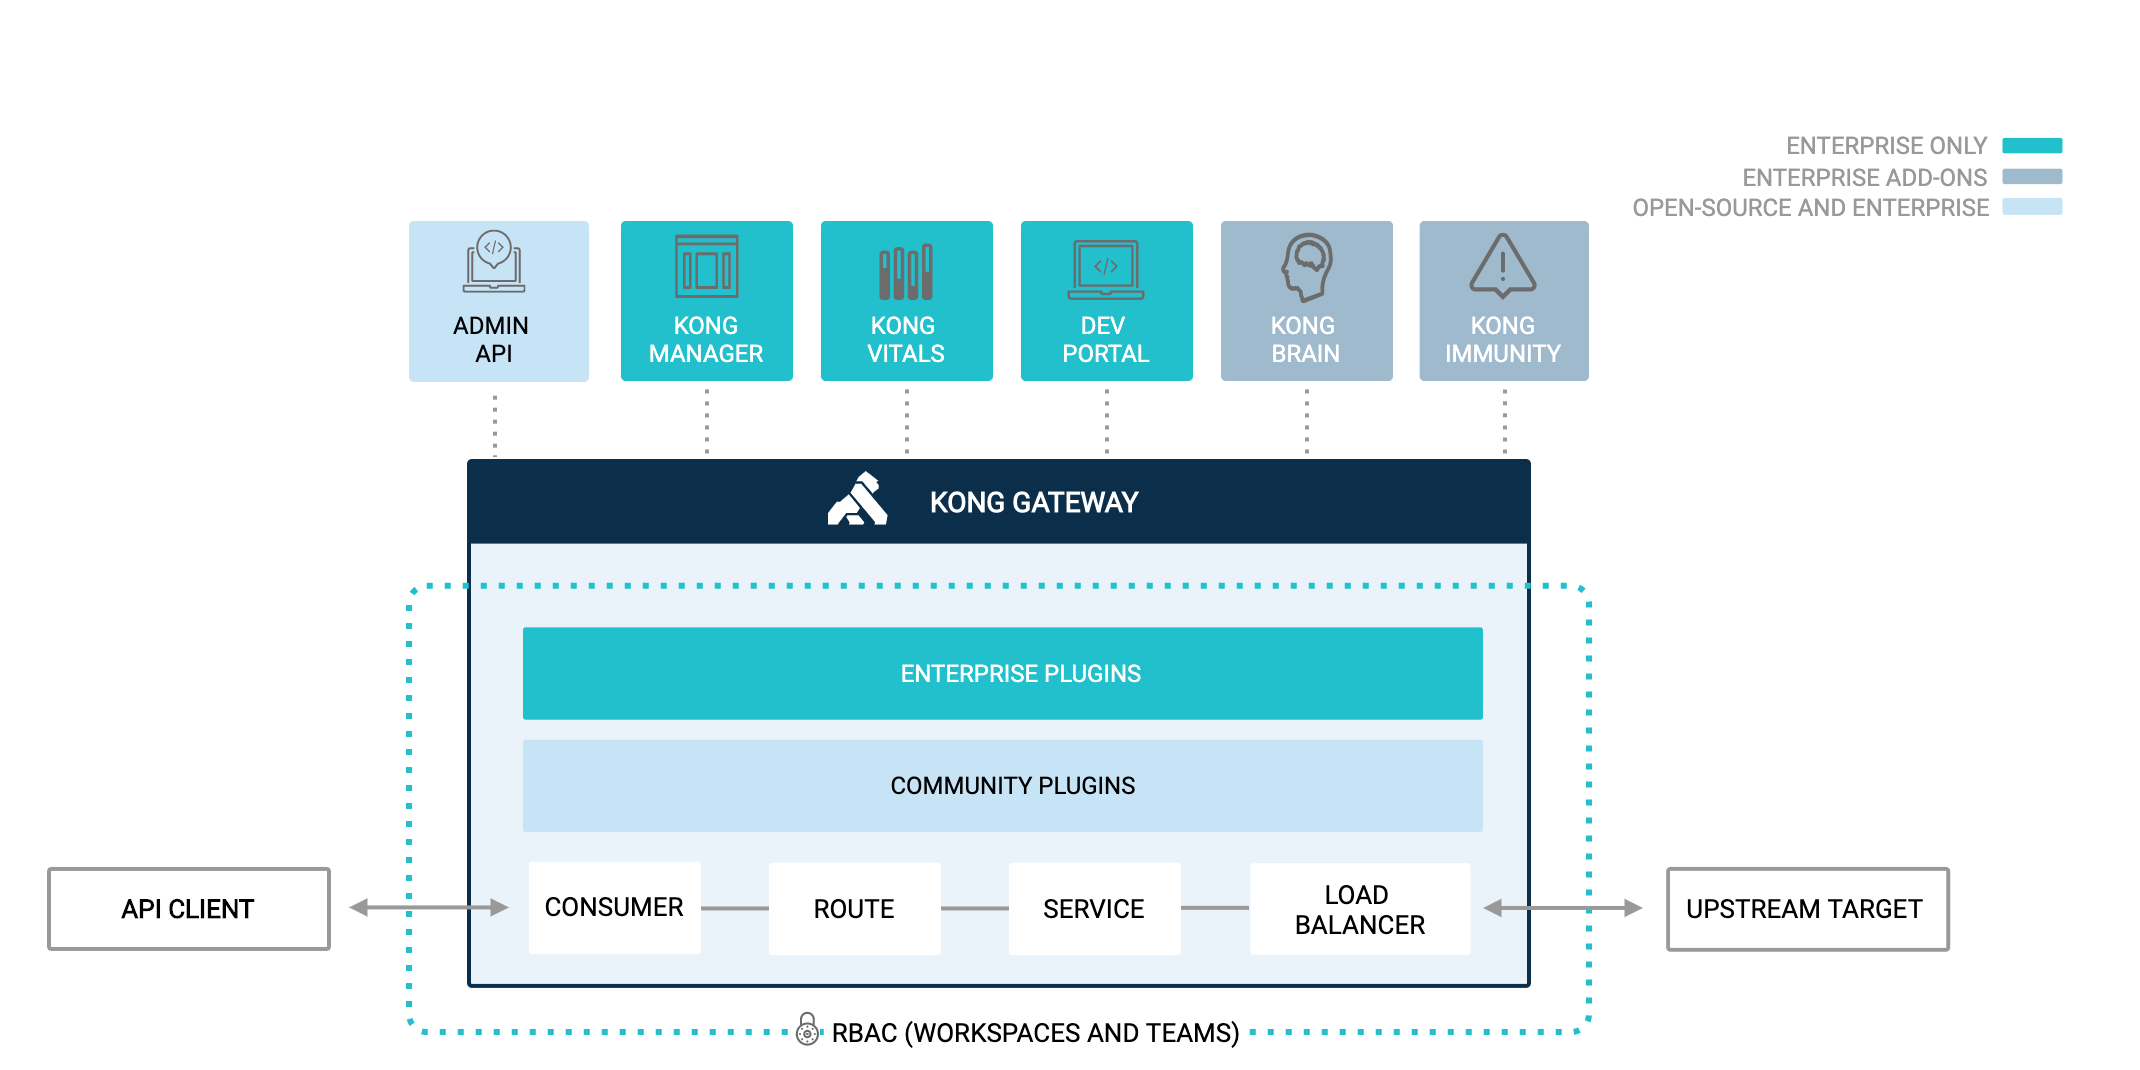 ENTERPRISE ONLY
ENTERPRISE ADD-ONS
OPEN-SOURCE AND ENTERPRISE
ADMIN
API
KONG
MANAGER
KONG
VITALS
DEV
PORTAL
KONG
BRAIN
KONG
IMMUNITY
KONG GATEWAY
ENTERPRISE PLUGINS
COMMUNITY PLUGINS
API CLIENT
CONSUMER
ROUTE
SERVICE
LOAD
BALANCER
UPSTREAM TARGET
RBAC (WORKSPACES AND TEAMS)